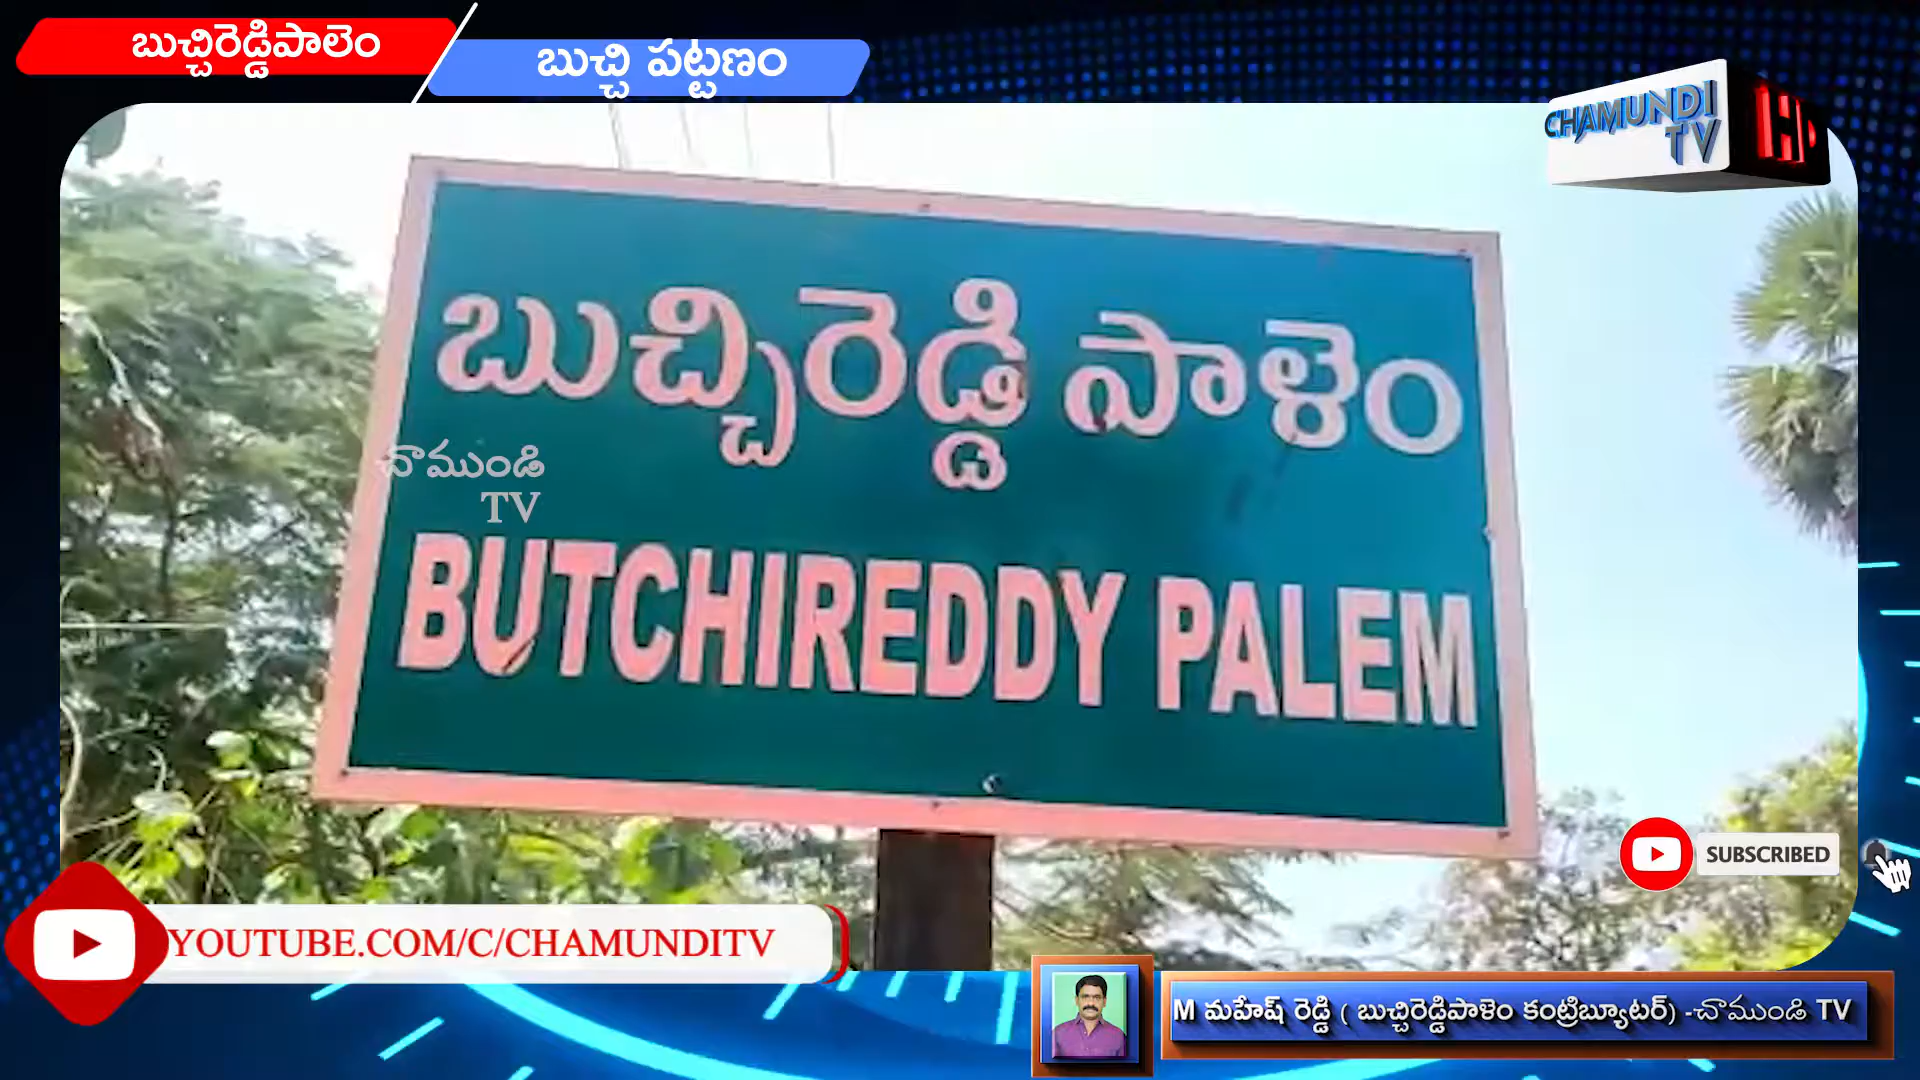 బుచ్చిరెడ్డిపాలెం
బుచ్చి పట్టణం
CHAMUNDI
TV
బుచ్చిరెడ్డి పాళెం
చాముండి
TV
BUTCHIREDDY PALEM
SUBSCRIBED
YOUTUBE.COM/C/CHAMUNDITV
M మహేష్ రెడ్డి ( బుచ్చిరెడ్డిపాళెం కంట్రిబ్యూటర్) -చాముండి TV